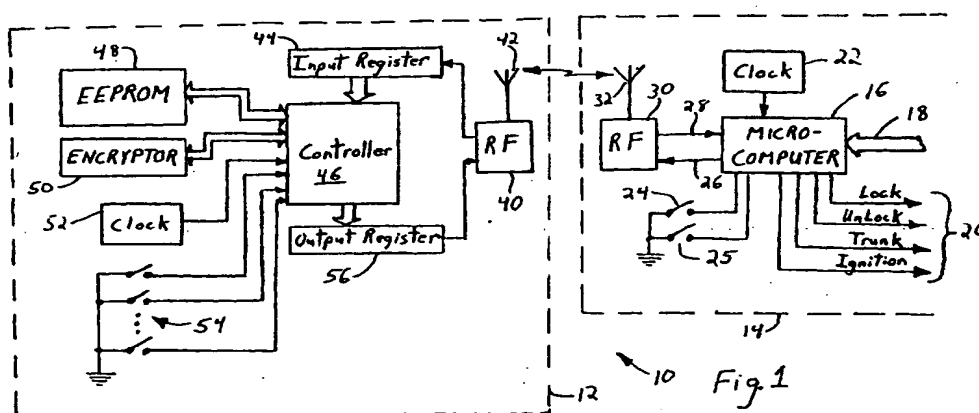 48
EEPROM
ENCRYPTOR
50
52
Clock
54
44
Input Register
Controller
46
Output Register
56
42
RF
40
12
32
30
RF
28
26
Clock
22
16
MICRO-
COMPUTER
18
24
25
Lock
UnLock
Trunk
Ignition
20
14
10
Fig. 1